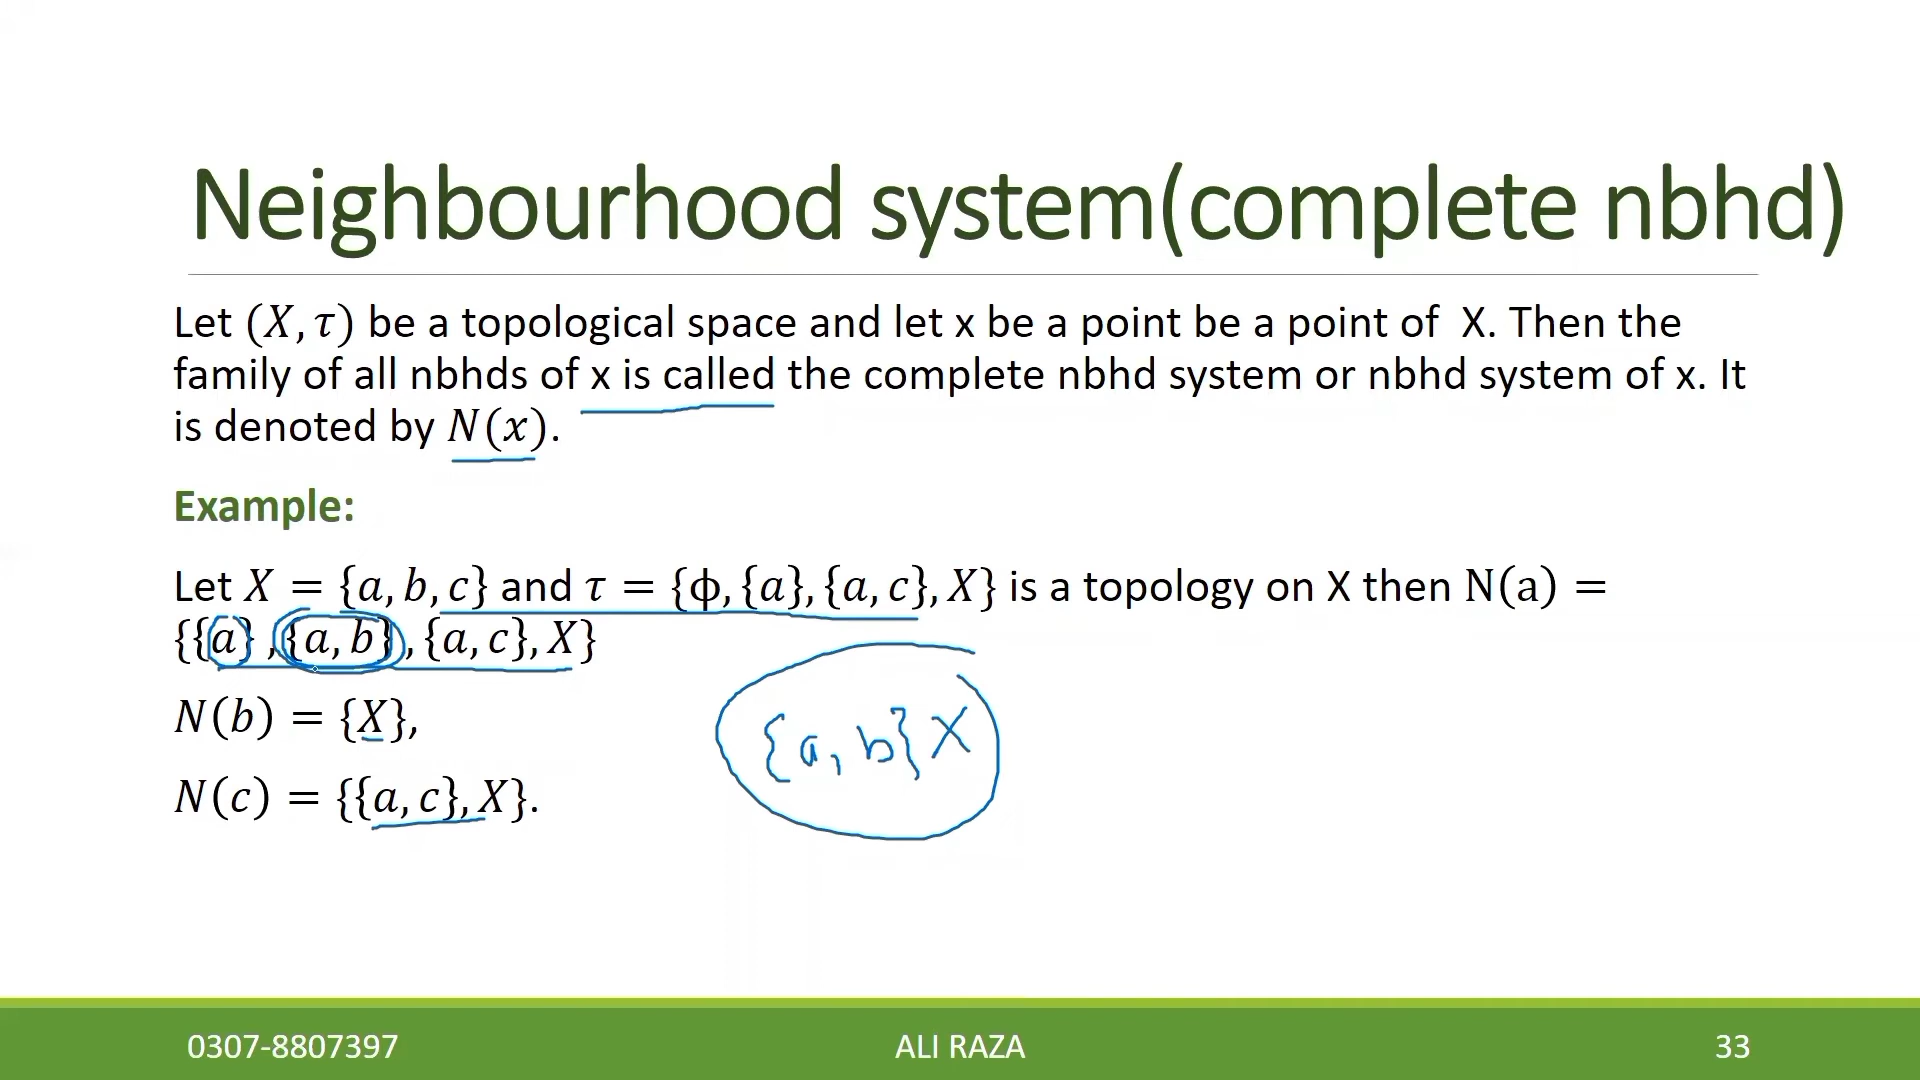 Neighbourhood system(complete nbhd)
Let (X, τ) be a topological space and let x be a point be a point of X. Then the
family of all nbhds of x is called the complete nbhd system or nbhd system of x. It
is denoted by N(x).
Example:
Let X = {a, b, c} and τ = {ϕ, {a}, {a, c}, X} is a topology on X then N(a) =
{{a} , {a, b} , {a, c}, X}
N(b) = {X},
{a, b} X
N(c) = {{a, c}, X}.
0307-8807397 ALI RAZA 33